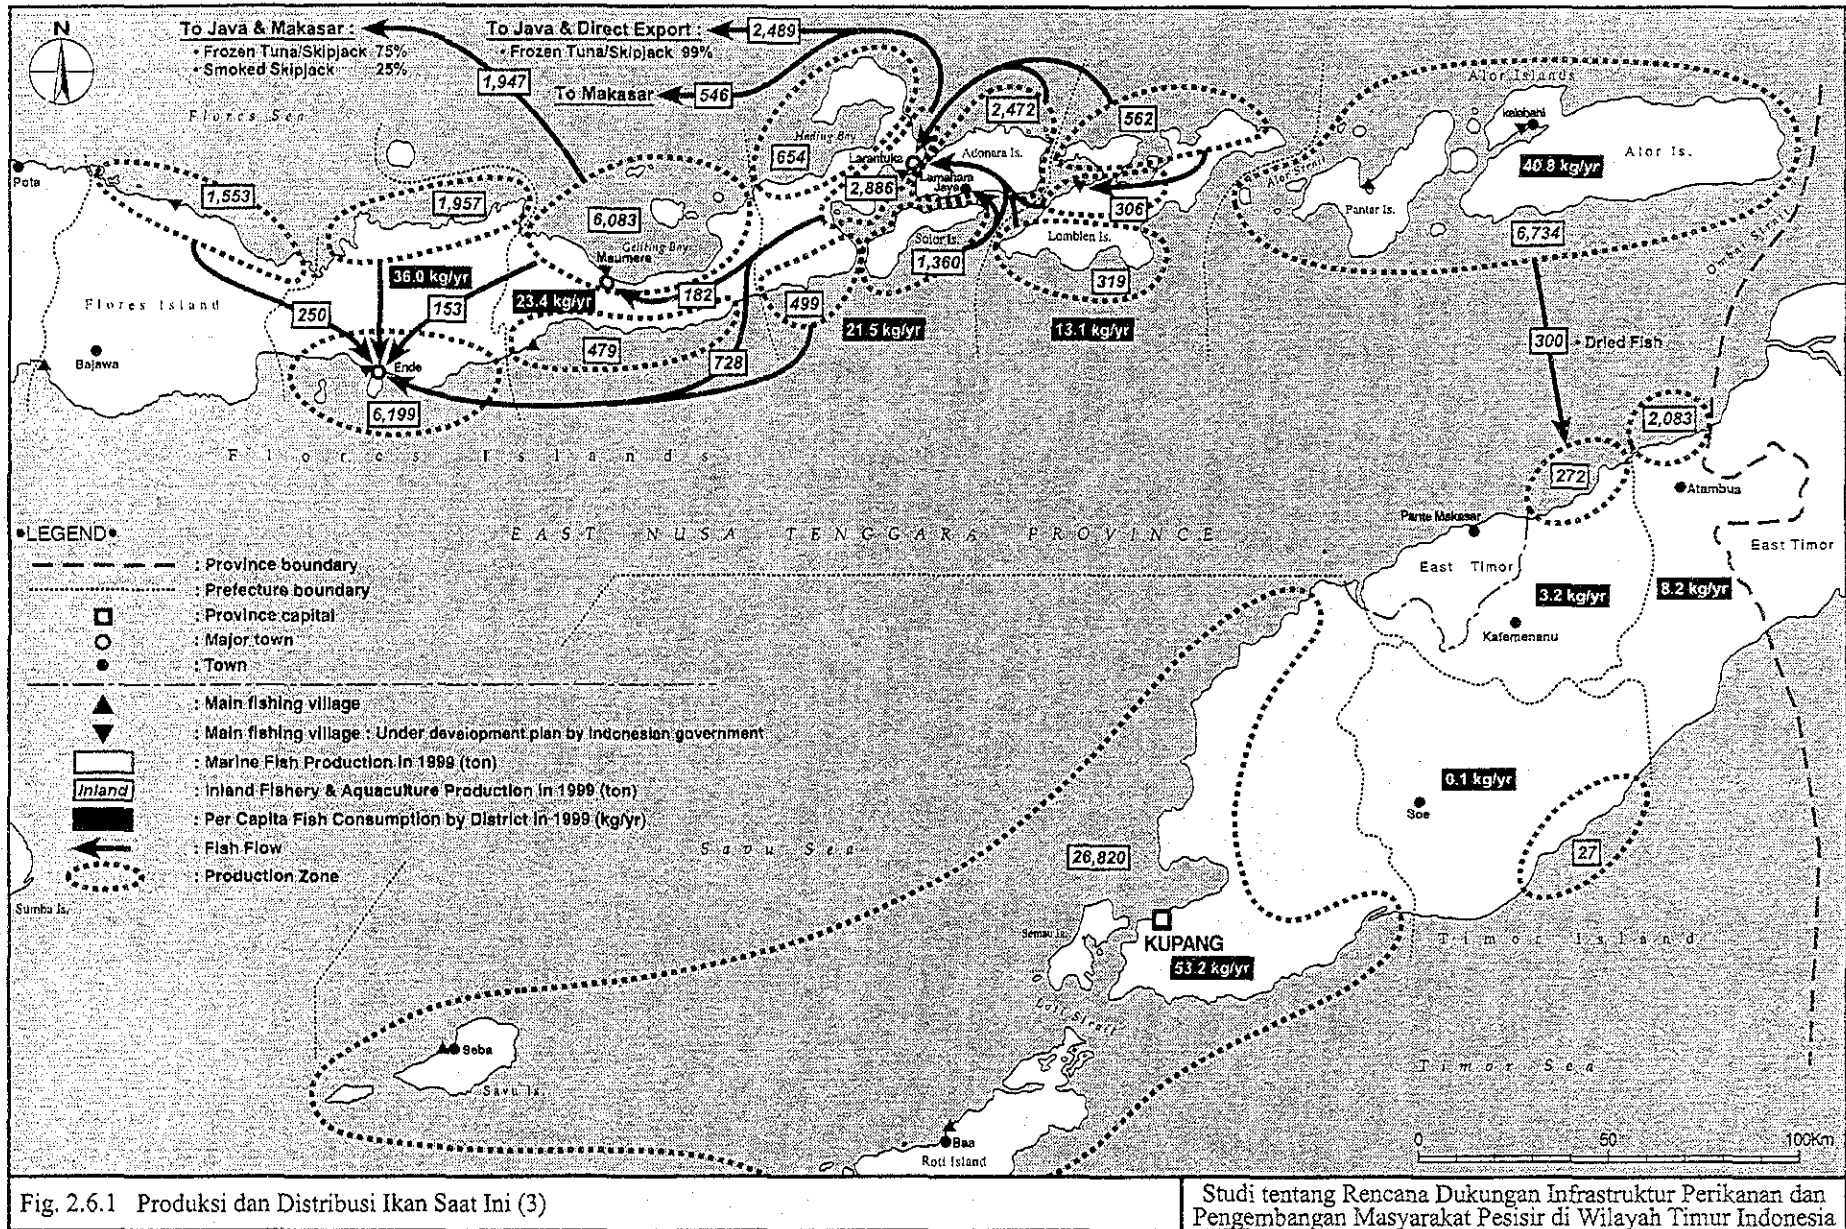 N
To Java & Makasar :
• Frozen Tuna/Skipjack 75%
• Smoked Skipjack 25%
To Java & Direct Export :
• Frozen Tuna/Skipjack 99%
2,489
1,947
To Makasar
546
Flores Sea
2,472
562
Alor Islands
kalabahi
Alor Is.
40.8 kg/yr
Pantar Is.
6,734
Pota
1,553
1,957
6,083
Geliting Bay
Maumere
654
Larantuka
Adonara Is.
2,886
Lamahara
Jaya
306
Solor Is.
1,360
Lomblen Is.
319
Ombai Strait
Flores Island
250
36.0 kg/yr
153
23.4 kg/yr
182
499
21.5 kg/yr
13.1 kg/yr
Bajawa
Ende
479
728
6,199
300
• Dried Fish
2,083
272
Flores Islands
Atambua
Pante Makasar
EAST NUSA TENGGARA PROVINCE
East Timor
East Timor
3.2 kg/yr
8.2 kg/yr
Kafemenanu
•LEGEND•
: Province boundary
: Prefecture boundary
: Province capital
: Major town
: Town
: Main fishing village
: Main fishing village : Under development plan by Indonesian government
: Marine Fish Production in 1999 (ton)
Inland : Inland Fishery & Aquaculture Production in 1999 (ton)
: Per Capita Fish Consumption by District in 1999 (kg/yr)
: Fish Flow
: Production Zone
Sumba Is.
Savu Sea
0.1 kg/yr
Soe
27
26,820
Semau Is.
KUPANG
53.2 kg/yr
Timor Island
Seba
Savu Is.
Timor Sea
Baa
Roti Island
0 50 100Km
Fig. 2.6.1 Produksi dan Distribusi Ikan Saat Ini (3)
Studi tentang Rencana Dukungan Infrastruktur Perikanan dan
Pengembangan Masyarakat Pesisir di Wilayah Timur Indonesia